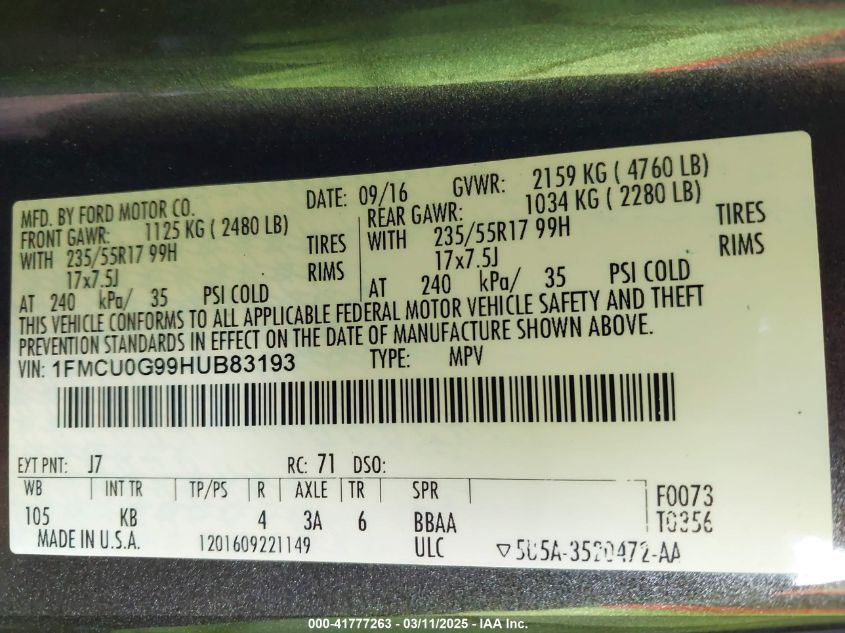 MFD. BY FORD MOTOR CO. DATE: 09/16 GVWR: 2159 KG ( 4760 LB)
FRONT GAWR: 1125 KG ( 2480 LB) REAR GAWR: 1034 KG ( 2280 LB)
WITH 235/55R17 99H TIRES WITH 235/55R17 99H TIRES
17x7.5J RIMS 17x7.5J RIMS
AT 240 kPa/ 35 PSI COLD AT 240 kPa/ 35 PSI COLD
THIS VEHICLE CONFORMS TO ALL APPLICABLE FEDERAL MOTOR VEHICLE SAFETY AND THEFT
PREVENTION STANDARDS IN EFFECT ON THE DATE OF MANUFACTURE SHOWN ABOVE.
VIN: 1FMCU0G99HUB83193 TYPE: MPV
EXT PNT: J7 RC: 71 DSO:
WB INT TR TP/PS R AXLE TR SPR F0073
105 KB 4 3A 6 BBAA T0356
MADE IN U.S.A. 1201609221149 ULC ▽5U5A-3520472-AA
000-41777263 - 03/11/2025 - IAA Inc.